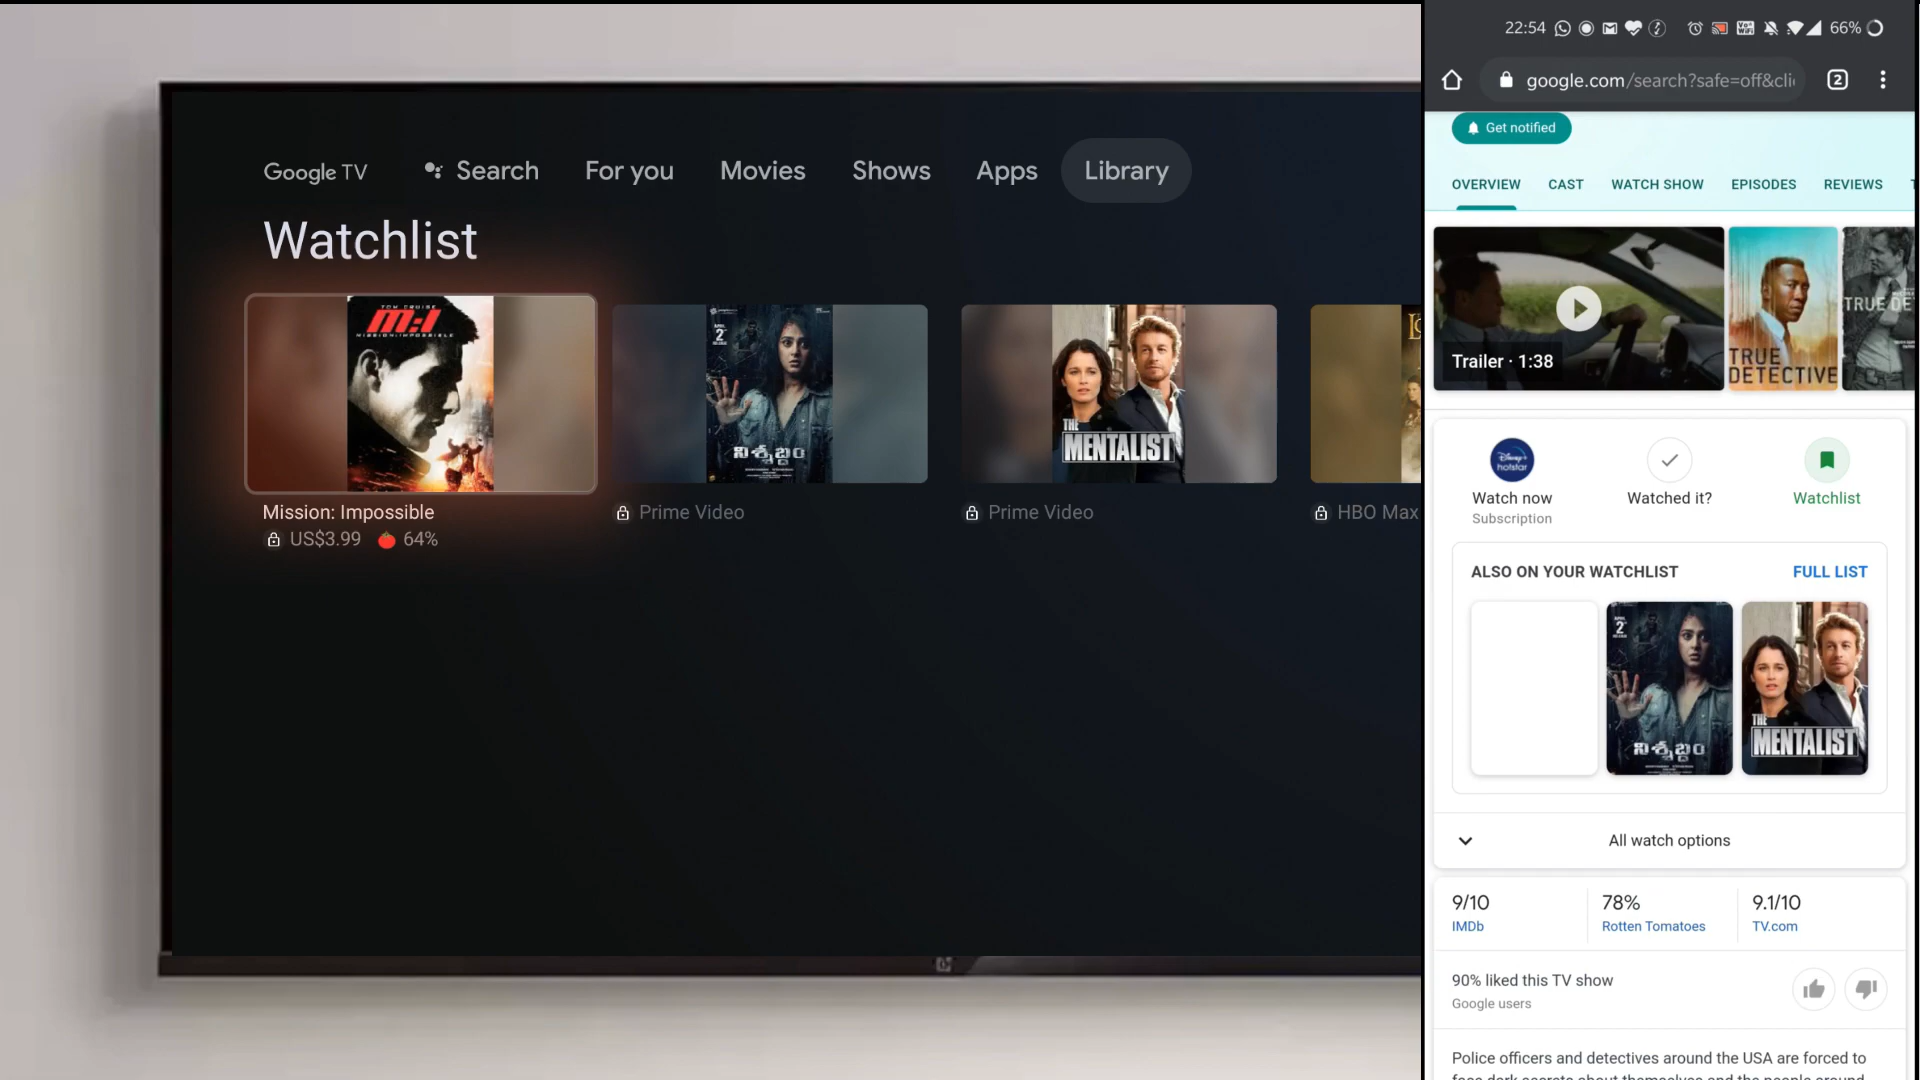 Google TV
Search
For you
Movies
Shows
Apps
Library
Watchlist
TOM CRUISE
M:I
MISSION:IMPOSSIBLE
Mission: Impossible
US$3.99
64%
APRIL
2
నిశ్శబ్దం
Prime Video
THE
MENTALIST
Prime Video
HBO Max
22:54
66%
google.com/search?safe=off&cli
2
Get notified
OVERVIEW
CAST
WATCH SHOW
EPISODES
REVIEWS
Trailer · 1:38
TRUE
DETECTIVE
TRUE DE
Disney+
hotstar
Watch now
Subscription
Watched it?
Watchlist
ALSO ON YOUR WATCHLIST
FULL LIST
APRIL
2
నిశ్శబ్దం
THE
MENTALIST
All watch options
9/10
IMDb
78%
Rotten Tomatoes
9.1/10
TV.com
90% liked this TV show
Google users
Police officers and detectives around the USA are forced to